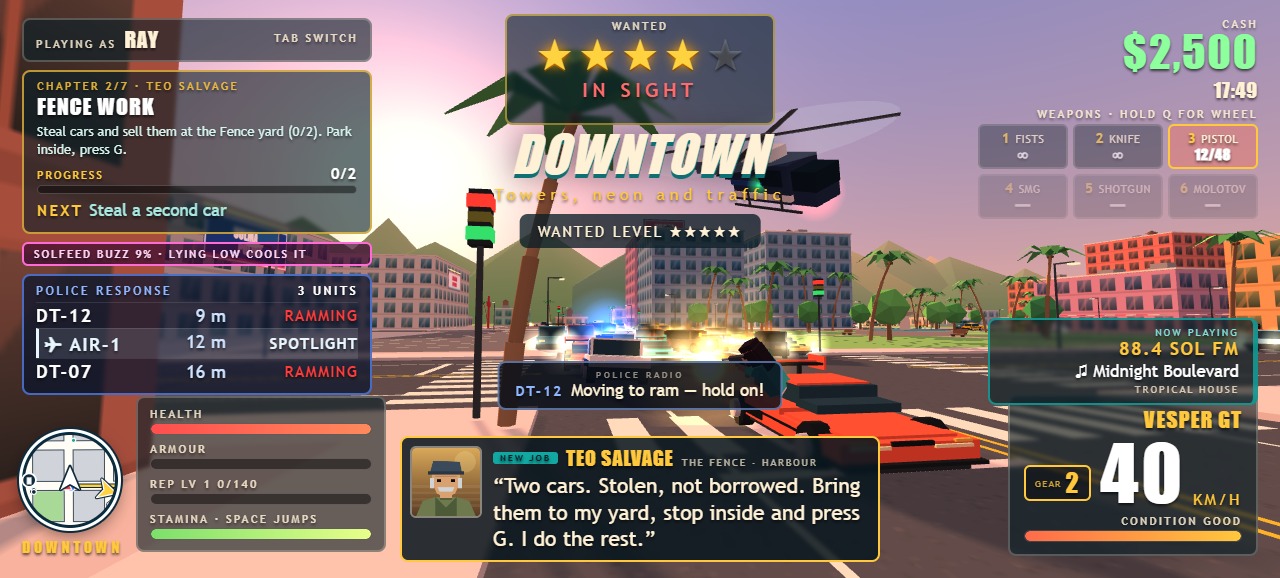 PLAYING AS RAY TAB SWITCH
CHAPTER 2/7 · TEO SALVAGE
FENCE WORK
Steal cars and sell them at the Fence yard (0/2). Park
inside, press G.
PROGRESS 0/2
NEXT Steal a second car
SOLFEED BUZZ 9% · LYING LOW COOLS IT
POLICE RESPONSE 3 UNITS
DT-12 9 m RAMMING
AIR-1 12 m SPOTLIGHT
DT-07 16 m RAMMING
HEALTH
ARMOUR
REP LV 1 0/140
STAMINA · SPACE JUMPS
DOWNTOWN
WANTED
IN SIGHT
DOWNTOWN
Towers, neon and traffic
WANTED LEVEL ★★★★★
POLICE RADIO
DT-12 Moving to ram — hold on!
NEW JOB TEO SALVAGE THE FENCE · HARBOUR
“Two cars. Stolen, not borrowed. Bring
them to my yard, stop inside and press
G. I do the rest.”
CASH
$2,500
17:49
WEAPONS · HOLD Q FOR WHEEL
1 FISTS ∞
2 KNIFE ∞
3 PISTOL 12/48
4 SMG —
5 SHOTGUN —
6 MOLOTOV —
NOW PLAYING
88.4 SOL FM
♫ Midnight Boulevard
TROPICAL HOUSE
VESPER GT
GEAR 2 40 KM/H
CONDITION GOOD